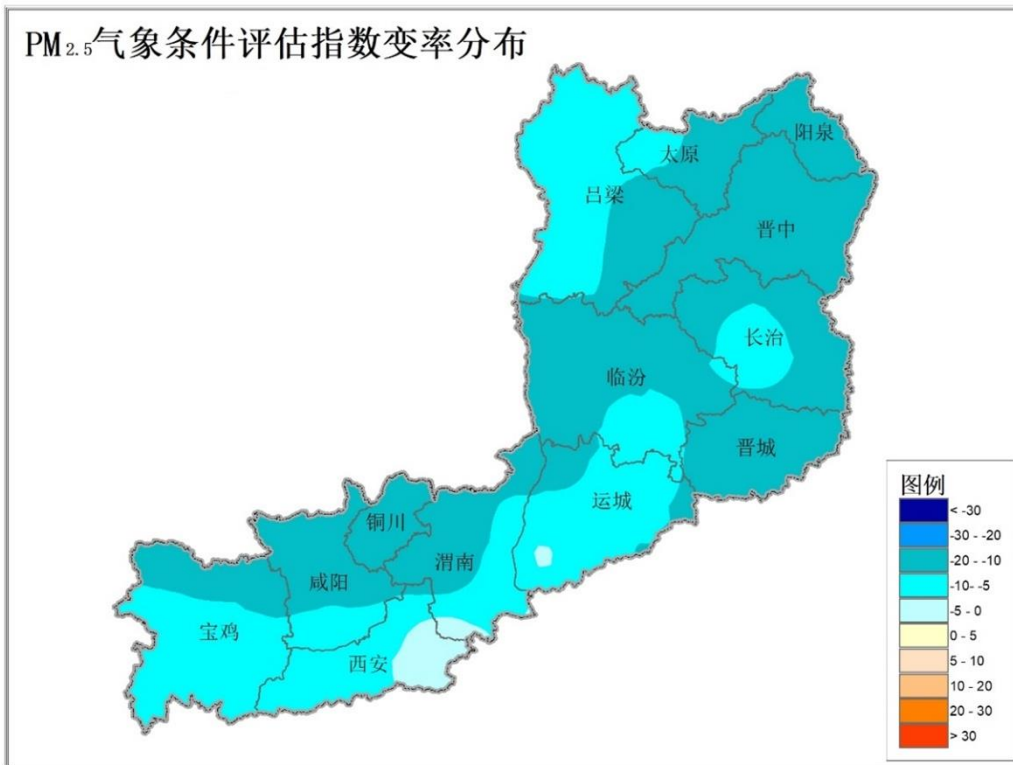 PM2.5气象条件评估指数变率分布
阳泉
太原
吕梁
晋中
长治
临汾
晋城
运城
铜川
渭南
咸阳
宝鸡
西安
图例
< -30
-30 - -20
-20 - -10
-10- -5
-5 - 0
0 - 5
5 - 10
10 - 20
20 - 30
> 30